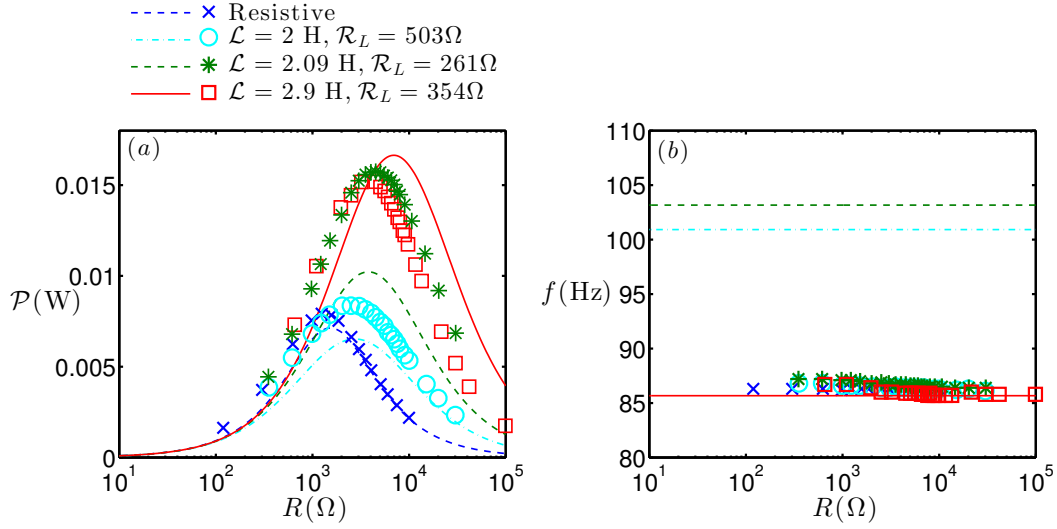 Resistive
ℒ = 2 H, ℛ_L = 503Ω
ℒ = 2.09 H, ℛ_L = 261Ω
ℒ = 2.9 H, ℛ_L = 354Ω
(a)
0.015
0.01
0.005
0
𝒫(W)
10^1 10^2 10^3 10^4 10^5
R(Ω)
(b)
110
105
100
95
90
85
80
f(Hz)
10^1 10^2 10^3 10^4 10^5
R(Ω)